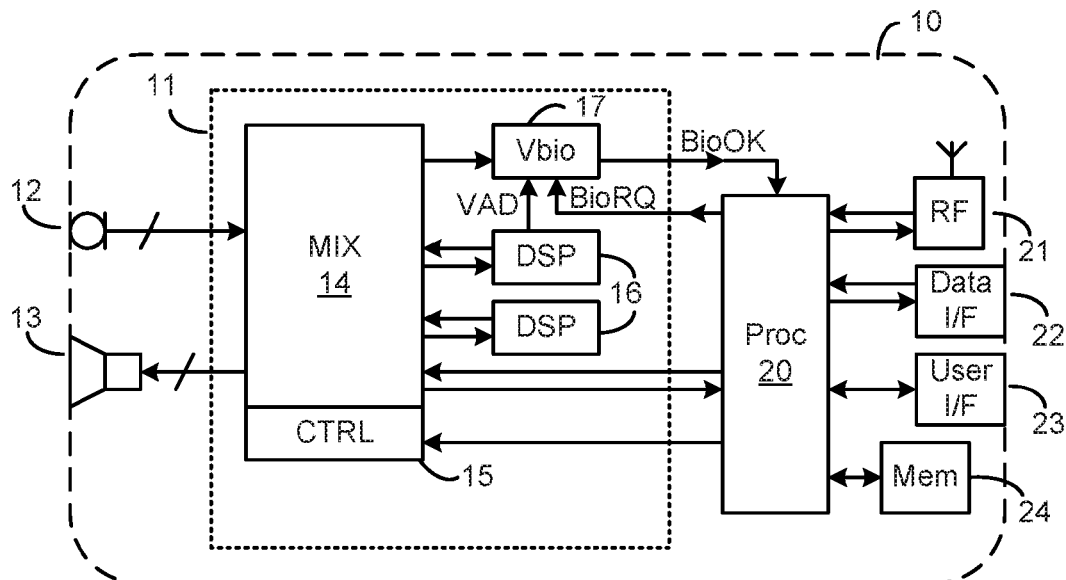 10
11
17
Vbio
BioOK
12
VAD
BioRQ
RF
21
MIX
14
DSP
16
Data
I/F
22
13
DSP
Proc
20
User
I/F
23
CTRL
15
Mem
24